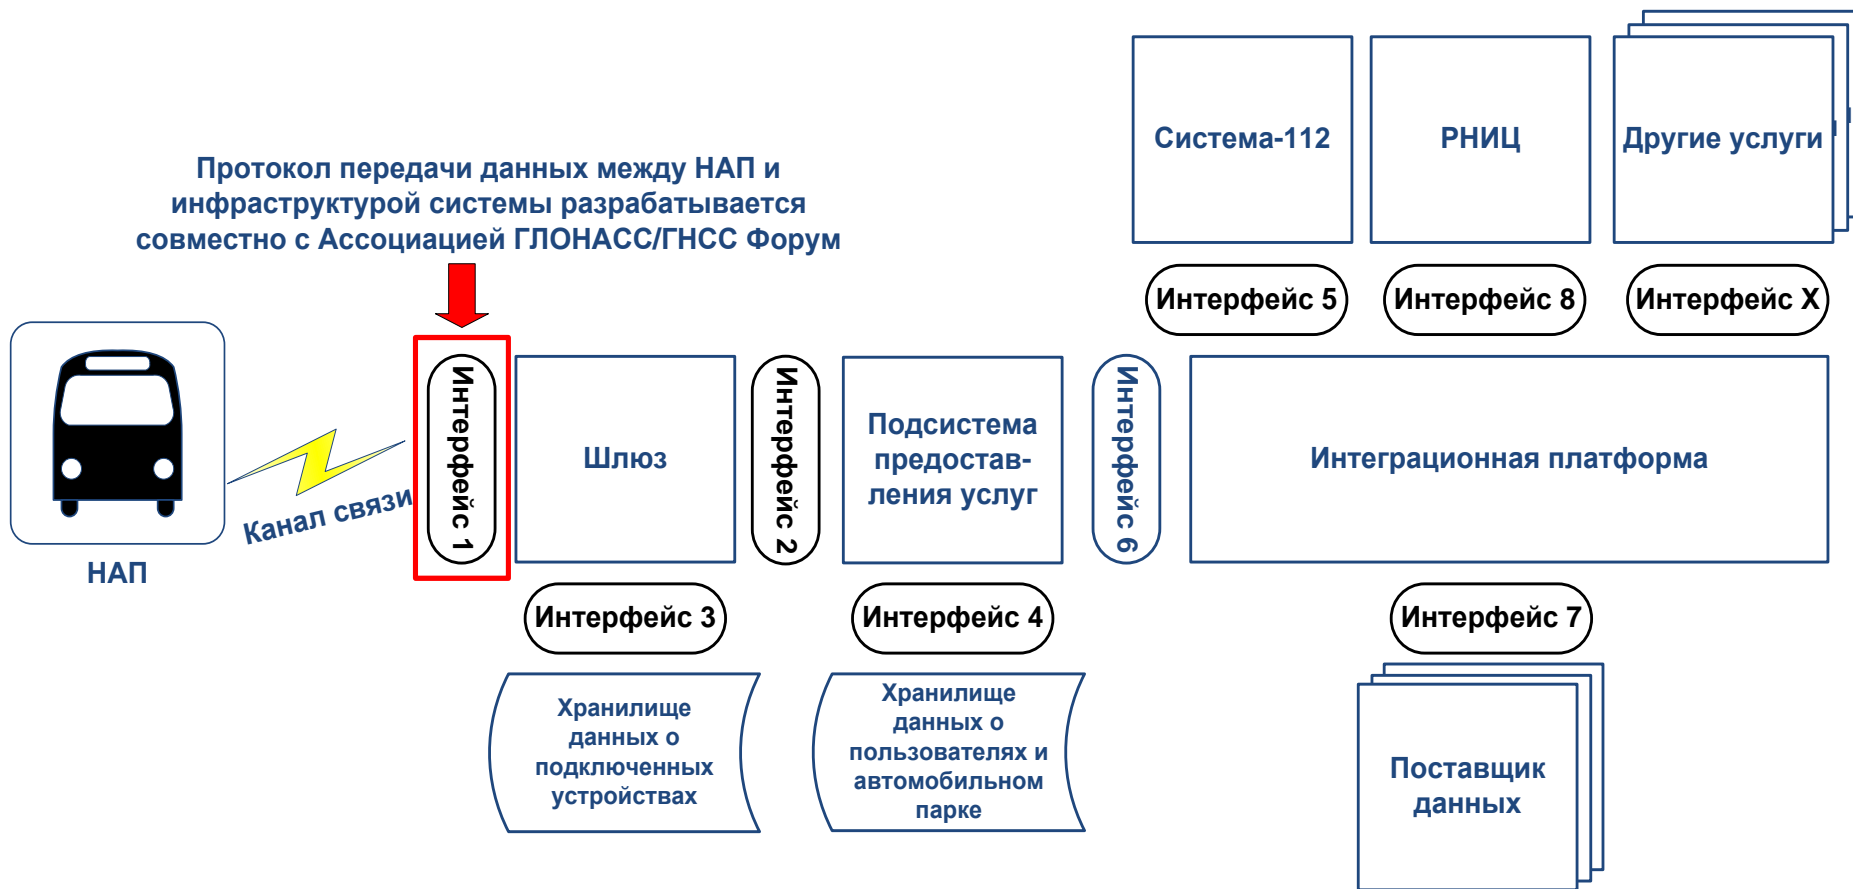 Система-112
РНИЦ
Другие услуги
Протокол передачи данных между НАП и
инфраструктурой системы разрабатывается
совместно с Ассоциацией ГЛОНАСС/ГНСС Форум
Интерфейс 5
Интерфейс 8
Интерфейс X
НАП
Канал связи
Интерфейс 1
Шлюз
Интерфейс 2
Подсистема
предостав-
ления услуг
Интерфейс 6
Интеграционная платформа
Интерфейс 3
Интерфейс 4
Интерфейс 7
Хранилище
данных о
подключенных
устройствах
Хранилище
данных о
пользователях и
автомобильном
парке
Поставщик
данных